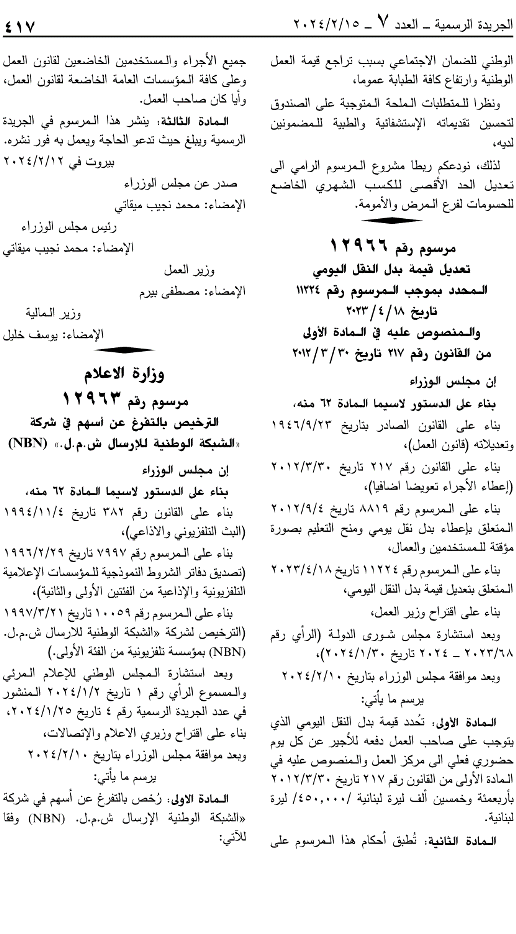 الجريدة الرسمية ــ العدد ٧ ــ ٢٠٢٤/٢/١٥
٤١٧
الوطني للضمان الاجتماعي بسبب تراجع قيمة العمل
الوطنية وارتفاع كافة الطبابة عموما،
ونظرا للمتطلبات الملحة المتوجبة على الصندوق
لتحسين تقديماته الإستشفائية والطبية للمضمونين
لديه،
لذلك، نودعكم ربطا مشروع المرسوم الرامي الى
تعديل الحد الأقصى للكسب الشهري الخاضع
للحسومات لفرع المرض والأمومة.
مرسوم رقم ١٢٩٦٦
تعديل قيمة بدل النقل اليومي
المحدد بموجب المرسوم رقم ١١٢٢٤
تاريخ ٢٠٢٣/٤/١٨
والمنصوص عليه في المادة الأولى
من القانون رقم ٢١٧ تاريخ ٢٠١٢/٣/٣٠
إن مجلس الوزراء
بناء على الدستور لاسيما المادة ٦٢ منه،
بناء على القانون الصادر بتاريخ ١٩٤٦/٩/٢٣
وتعديلاته (قانون العمل)،
بناء على القانون رقم ٢١٧ تاريخ ٢٠١٢/٣/٣٠
(إعطاء الأجراء تعويضا اضافيا)،
بناء على المرسوم رقم ٨٨١٩ تاريخ ٢٠١٢/٩/٤
المتعلق بإعطاء بدل نقل يومي ومنح التعليم بصورة
مؤقتة للمستخدمين والعمال،
بناء على المرسوم رقم ١١٢٢٤ تاريخ ٢٠٢٣/٤/١٨
المتعلق بتعديل قيمة بدل النقل اليومي،
بناء على اقتراح وزير العمل،
وبعد استشارة مجلس شورى الدولة (الرأي رقم
٢٠٢٣/٦٨ ــ ٢٠٢٤ تاريخ ٢٠٢٤/١/٣٠)،
وبعد موافقة مجلس الوزراء بتاريخ ٢٠٢٤/٢/١٠
يرسم ما يأتي:
المادة الأولى: تُحدد قيمة بدل النقل اليومي الذي
يتوجب على صاحب العمل دفعه للأجير عن كل يوم
حضوري فعلي الى مركز العمل والمنصوص عليه في
المادة الأولى من القانون رقم ٢١٧ تاريخ ٢٠١٢/٣/٣٠
بأربعمئة وخمسين ألف ليرة لبنانية /٤٥٠,٠٠٠/ ليرة
لبنانية.
المادة الثانية: تُطبق أحكام هذا المرسوم على
جميع الأجراء والمستخدمين الخاضعين لقانون العمل
وعلى كافة المؤسسات العامة الخاضعة لقانون العمل،
وأيا كان صاحب العمل.
المادة الثالثة: ينشر هذا المرسوم في الجريدة
الرسمية ويبلغ حيث تدعو الحاجة ويعمل به فور نشره.
بيروت في ٢٠٢٤/٢/١٢
صدر عن مجلس الوزراء
الإمضاء: محمد نجيب ميقاتي
رئيس مجلس الوزراء
الإمضاء: محمد نجيب ميقاتي
وزير العمل
الإمضاء: مصطفى بيرم
وزير المالية
الإمضاء: يوسف خليل
وزارة الاعلام
مرسوم رقم ١٢٩٦٣
الترخيص بالتفرغ عن أسهم في شركة
«الشبكة الوطنية للإرسال ش.م.ل.» (NBN)
إن مجلس الوزراء
بناء على الدستور لاسيما المادة ٦٢ منه،
بناء على القانون رقم ٣٨٢ تاريخ ١٩٩٤/١١/٤
(البث التلفزيوني والاذاعي)،
بناء على المرسوم رقم ٧٩٩٧ تاريخ ١٩٩٦/٢/٢٩
(تصديق دفاتر الشروط النموذجية للمؤسسات الإعلامية
التلفزيونية والإذاعية من الفئتين الأولى والثانية)،
بناء على المرسوم رقم ١٠٠٥٩ تاريخ ١٩٩٧/٣/٢١
(الترخيص لشركة «الشبكة الوطنية للارسال ش.م.ل.
(NBN) بمؤسسة تلفزيونية من الفئة الأولى.)
وبعد استشارة المجلس الوطني للإعلام المرئي
والمسموع الرأي رقم ١ تاريخ ٢٠٢٤/١/٢ المنشور
في عدد الجريدة الرسمية رقم ٤ تاريخ ٢٠٢٤/١/٢٥،
بناء على اقتراح وزيري الاعلام والإتصالات،
وبعد موافقة مجلس الوزراء بتاريخ ٢٠٢٤/٢/١٠
يرسم ما يأتي:
المادة الاولى: رُخص بالتفرغ عن أسهم في شركة
«الشبكة الوطنية الإرسال ش.م.ل. (NBN) وفقا
للآتي: